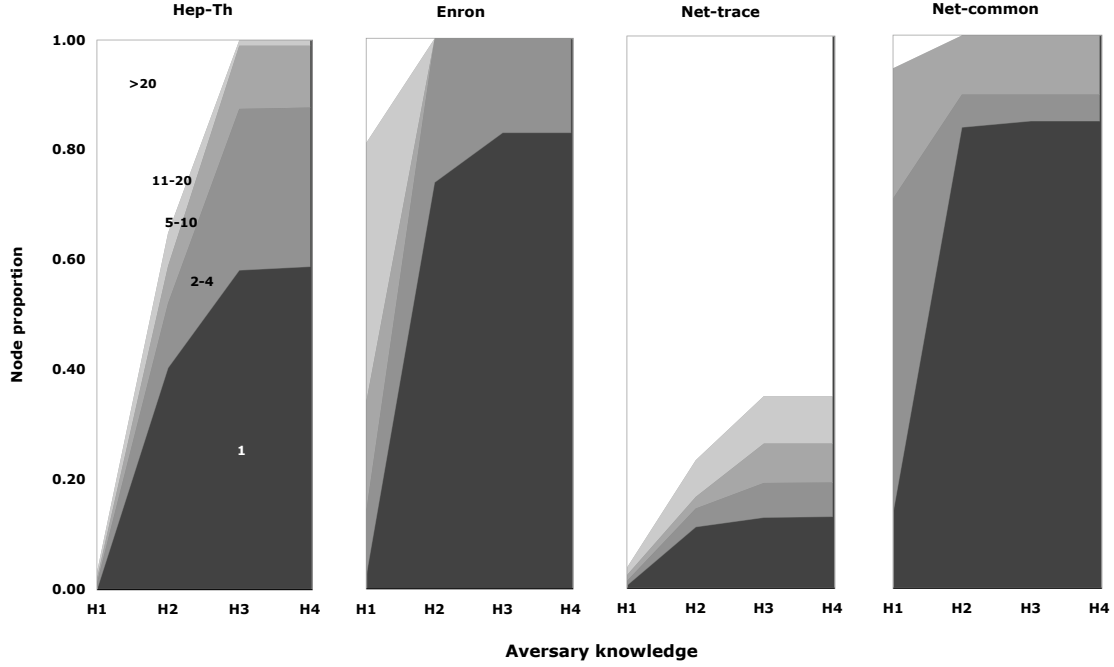 Hep-Th Enron Net-trace Net-common
1.00
>20
0.80
11-20
5-10
0.60
2-4
0.40
1
0.20
0.00
Node proportion
H1 H2 H3 H4 H1 H2 H3 H4 H1 H2 H3 H4 H1 H2 H3 H4
Aversary knowledge